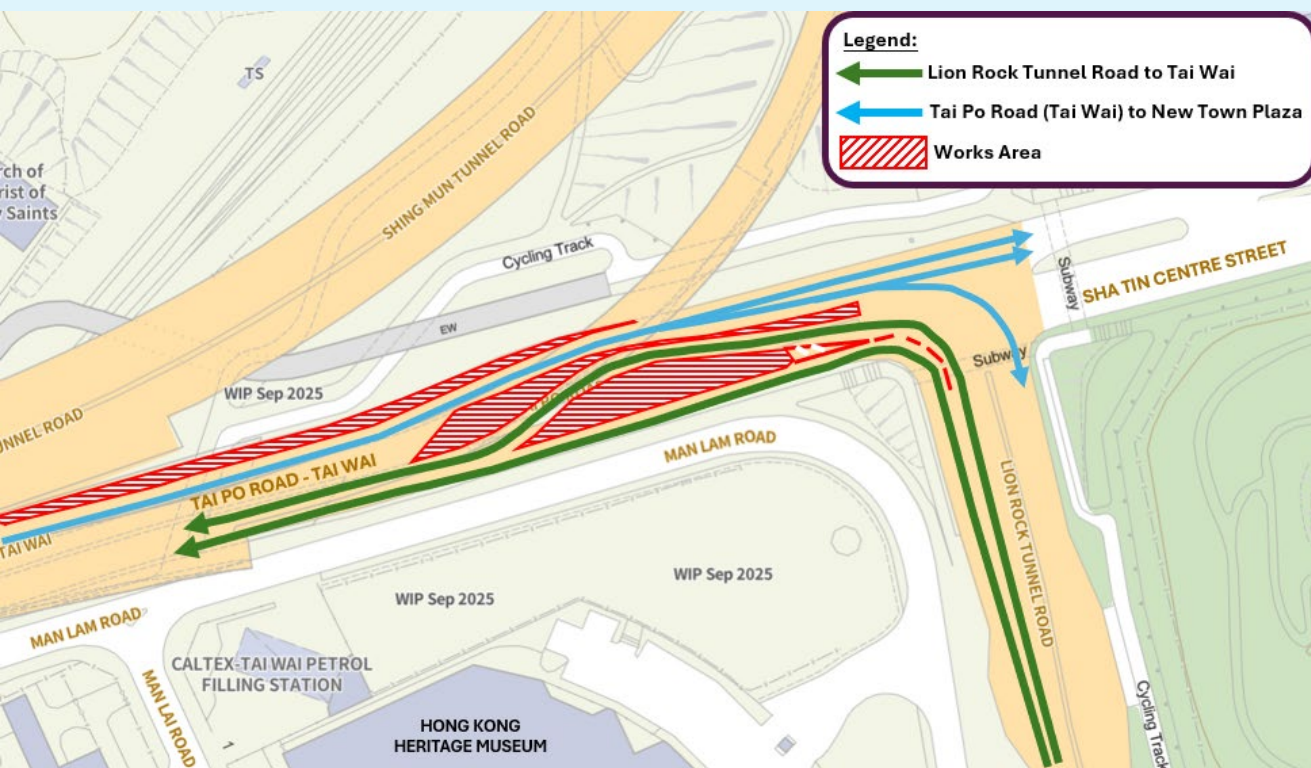 Legend:
Lion Rock Tunnel Road to Tai Wai
Tai Po Road (Tai Wai) to New Town Plaza
Works Area
TS
rch of
rist of
y Saints
SHING MUN TUNNEL ROAD
Cycling Track
Subway
SHA TIN CENTRE STREET
EW
Subway
WIP Sep 2025
UNNEL ROAD
MAN LAM ROAD
TAI PO ROAD - TAI WAI
LION ROCK TUNNEL ROAD
TAI WAI
WIP Sep 2025
WIP Sep 2025
MAN LAM ROAD
CALTEX-TAI WAI PETROL
FILLING STATION
MAN LAI ROAD
HONG KONG
HERITAGE MUSEUM
Cycling Track